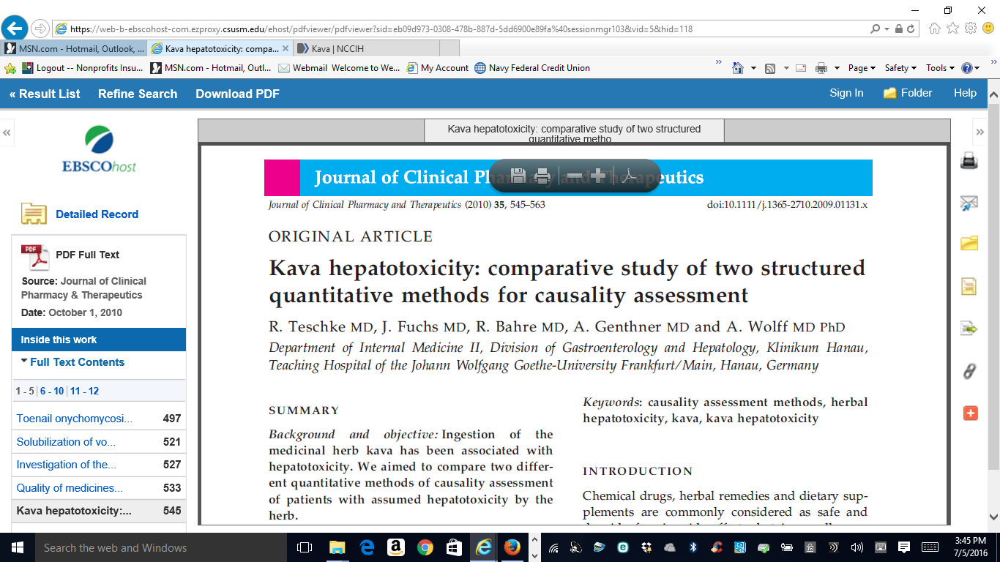 https://web-b-ebscohost-com.ezproxy.csusm.edu/ehost/pdfviewer/pdfviewer?sid=eb09d973-0308-478b-887d-5dd6900e89fa%40sessionmgr103&vid=5&hid=118
MSN.com - Hotmail, Outlook, ...
Kava hepatotoxicity: compa...
Kava | NCCIH
Logout -- Nonprofits Insu...
MSN.com - Hotmail, Outl...
Webmail Welcome to We...
My Account
Navy Federal Credit Union
Page
Safety
Tools
« Result List
Refine Search
Download PDF
Sign In
Folder
Help
EBSCOhost
Detailed Record
PDF
PDF Full Text
Source: Journal of Clinical
Pharmacy & Therapeutics
Date: October 1, 2010
Inside this work
Full Text Contents
1 - 5 | 6 - 10 | 11 - 12
Toenail onychomycosi... 497
Solubilization of vo... 521
Investigation of the... 527
Quality of medicines... 533
Kava hepatotoxicity:... 545
Kava hepatotoxicity: comparative study of two structured
quantitative metho
Journal of Clinical Pharmacy and Therapeutics
Journal of Clinical Pharmacy and Therapeutics (2010) 35, 545–563
doi:10.1111/j.1365-2710.2009.01131.x
ORIGINAL ARTICLE
Kava hepatotoxicity: comparative study of two structured
quantitative methods for causality assessment
R. Teschke MD, J. Fuchs MD, R. Bahre MD, A. Genthner MD and A. Wolff MD PhD
Department of Internal Medicine II, Division of Gastroenterology and Hepatology, Klinikum Hanau,
Teaching Hospital of the Johann Wolfgang Goethe-University Frankfurt/Main, Hanau, Germany
SUMMARY
Background and objective: Ingestion of the
medicinal herb kava has been associated with
hepatotoxicity. We aimed to compare two differ-
ent quantitative methods of causality assessment
of patients with assumed hepatotoxicity by the
herb.
Keywords: causality assessment methods, herbal
hepatotoxicity, kava, kava hepatotoxicity
INTRODUCTION
Chemical drugs, herbal remedies and dietary sup-
plements are commonly considered as safe and
Search the web and Windows
3:45 PM
7/5/2016